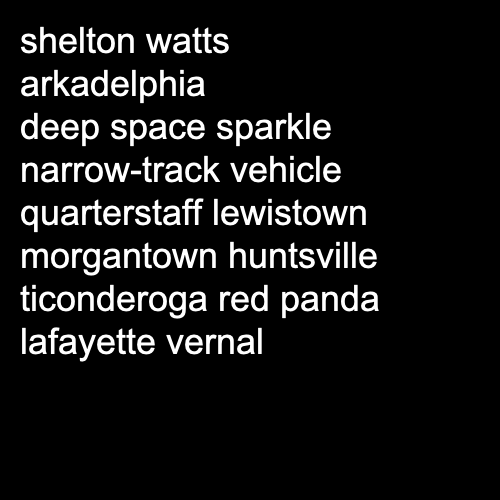 shelton watts
arkadelphia
deep space sparkle
narrow-track vehicle
quarterstaff lewistown
morgantown huntsville
ticonderoga red panda
lafayette vernal